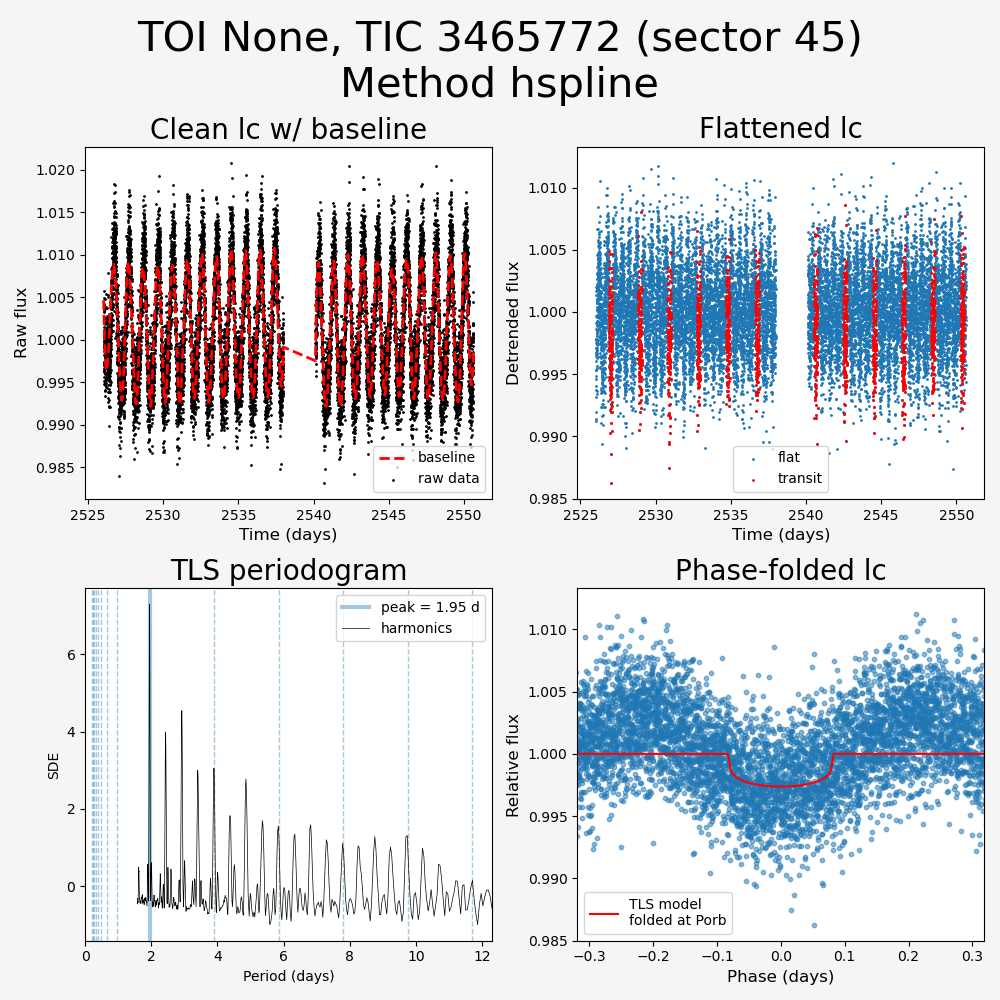 TOI None, TIC 3465772 (sector 45)
Method hspline
Clean lc w/ baseline
Raw flux
1.020
1.015
1.010
1.005
1.000
0.995
0.990
0.985
baseline
raw data
2525 2530 2535 2540 2545 2550
Time (days)
Flattened lc
Detrended flux
1.010
1.005
1.000
0.995
0.990
0.985
flat
transit
2525 2530 2535 2540 2545 2550
Time (days)
TLS periodogram
SDE
6
4
2
0
peak = 1.95 d
harmonics
0 2 4 6 8 10 12
Period (days)
Phase-folded lc
Relative flux
1.010
1.005
1.000
0.995
0.990
0.985
TLS model
folded at Porb
−0.3 −0.2 −0.1 0.0 0.1 0.2 0.3
Phase (days)